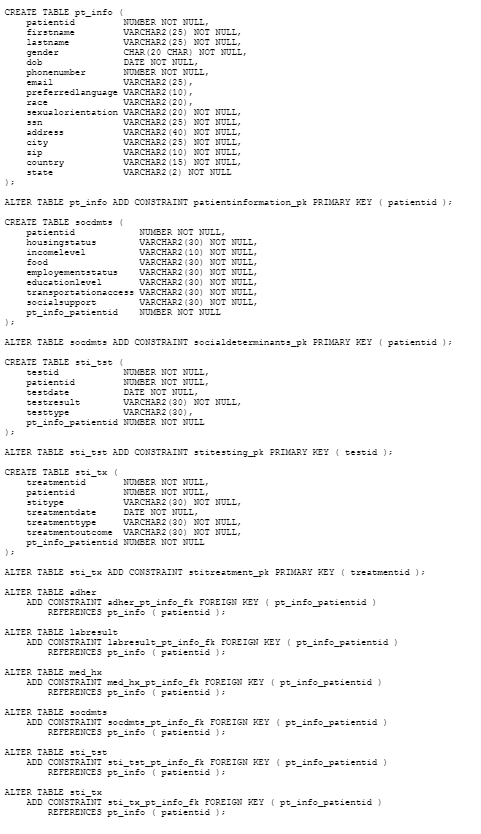 CREATE TABLE pt_info (
    patientid         NUMBER NOT NULL,
    firstname         VARCHAR2(25) NOT NULL,
    lastname          VARCHAR2(25) NOT NULL,
    gender            CHAR(20 CHAR) NOT NULL,
    dob               DATE NOT NULL,
    phonenumber       NUMBER NOT NULL,
    email             VARCHAR2(25),
    preferredlanguage VARCHAR2(10),
    race              VARCHAR2(20),
    sexualorientation VARCHAR2(20) NOT NULL,
    ssn               VARCHAR2(25) NOT NULL,
    address           VARCHAR2(40) NOT NULL,
    city              VARCHAR2(25) NOT NULL,
    zip               VARCHAR2(10) NOT NULL,
    country           VARCHAR2(15) NOT NULL,
    state             VARCHAR2(2) NOT NULL
);

ALTER TABLE pt_info ADD CONSTRAINT patientinformation_pk PRIMARY KEY ( patientid );

CREATE TABLE socdmts (
    patientid            NUMBER NOT NULL,
    housingstatus        VARCHAR2(30) NOT NULL,
    incomelevel          VARCHAR2(10) NOT NULL,
    food                 VARCHAR2(30) NOT NULL,
    employementstatus    VARCHAR2(30) NOT NULL,
    educationlevel       VARCHAR2(30) NOT NULL,
    transportationaccess VARCHAR2(30) NOT NULL,
    socialsupport        VARCHAR2(30) NOT NULL,
    pt_info_patientid    NUMBER NOT NULL
);

ALTER TABLE socdmts ADD CONSTRAINT socialdeterminants_pk PRIMARY KEY ( patientid );

CREATE TABLE sti_tst (
    testid            NUMBER NOT NULL,
    patientid         NUMBER NOT NULL,
    testdate          DATE NOT NULL,
    testresult        VARCHAR2(30) NOT NULL,
    testtype          VARCHAR2(30),
    pt_info_patientid NUMBER NOT NULL
);

ALTER TABLE sti_tst ADD CONSTRAINT stitesting_pk PRIMARY KEY ( testid );

CREATE TABLE sti_tx (
    treatmentid       NUMBER NOT NULL,
    patientid         NUMBER NOT NULL,
    stitype           VARCHAR2(30) NOT NULL,
    treatmentdate     DATE NOT NULL,
    treatmenttype     VARCHAR2(30) NOT NULL,
    treatmentoutcome  VARCHAR2(30) NOT NULL,
    pt_info_patientid NUMBER NOT NULL
);

ALTER TABLE sti_tx ADD CONSTRAINT stitreatment_pk PRIMARY KEY ( treatmentid );

ALTER TABLE adher
    ADD CONSTRAINT adher_pt_info_fk FOREIGN KEY ( pt_info_patientid )
        REFERENCES pt_info ( patientid );

ALTER TABLE labresult
    ADD CONSTRAINT labresult_pt_info_fk FOREIGN KEY ( pt_info_patientid )
        REFERENCES pt_info ( patientid );

ALTER TABLE med_hx
    ADD CONSTRAINT med_hx_pt_info_fk FOREIGN KEY ( pt_info_patientid )
        REFERENCES pt_info ( patientid );

ALTER TABLE socdmts
    ADD CONSTRAINT socdmts_pt_info_fk FOREIGN KEY ( pt_info_patientid )
        REFERENCES pt_info ( patientid );

ALTER TABLE sti_tst
    ADD CONSTRAINT sti_tst_pt_info_fk FOREIGN KEY ( pt_info_patientid )
        REFERENCES pt_info ( patientid );

ALTER TABLE sti_tx
    ADD CONSTRAINT sti_tx_pt_info_fk FOREIGN KEY ( pt_info_patientid )
        REFERENCES pt_info ( patientid );